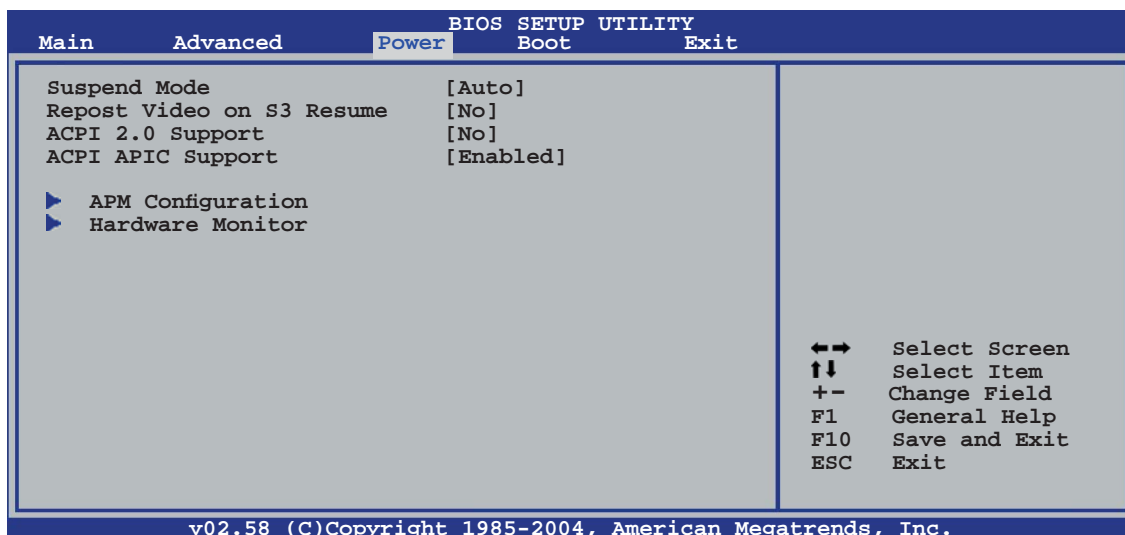 BIOS SETUP UTILITY
Main Advanced Power Boot Exit
Suspend Mode [Auto]
Repost Video on S3 Resume [No]
ACPI 2.0 Support [No]
ACPI APIC Support [Enabled]
APM Configuration
Hardware Monitor
←→ Select Screen
↑↓ Select Item
+- Change Field
F1 General Help
F10 Save and Exit
ESC Exit
v02.58 (C)Copyright 1985-2004, American Megatrends, Inc.